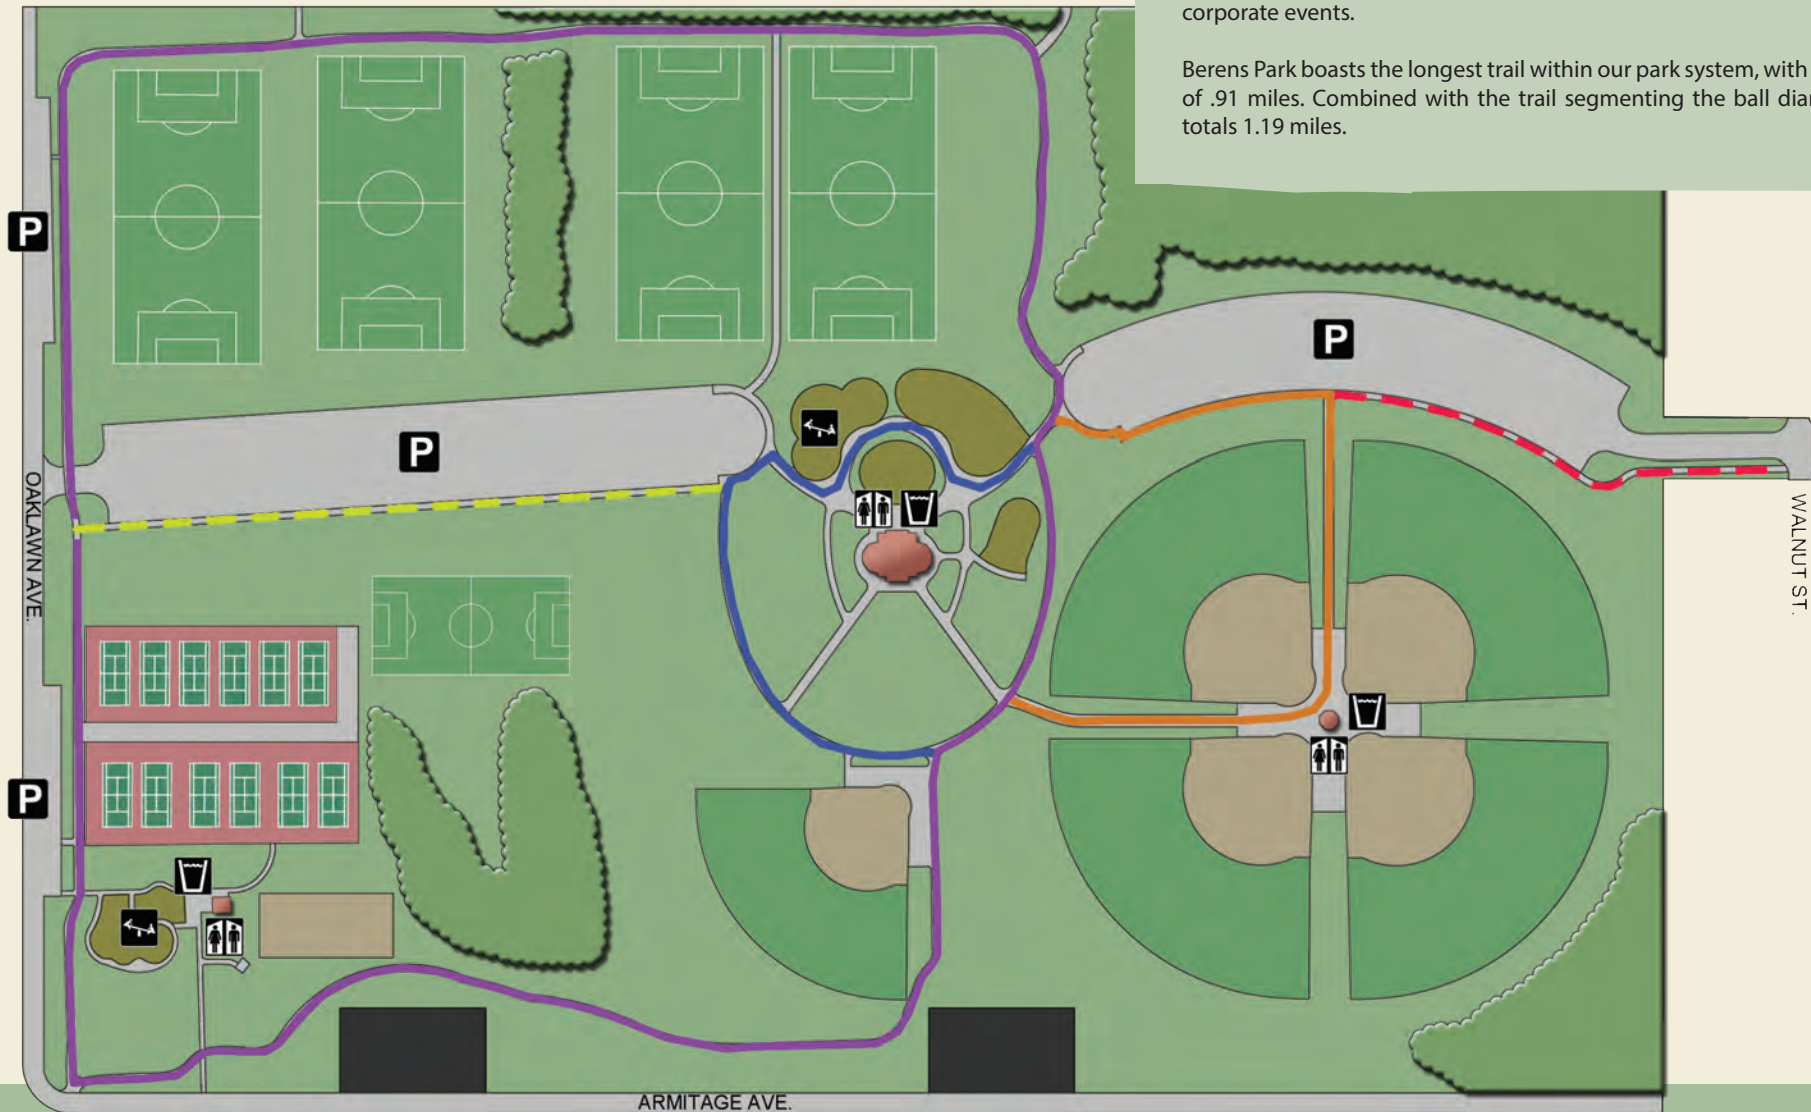 corporate events.
Berens Park boasts the longest trail within our park system, with
of .91 miles. Combined with the trail segmenting the ball
totals 1.19 miles.
P
P
P
P
OAKLAWN AVE.
WALNUT ST.
ARMITAGE AVE.